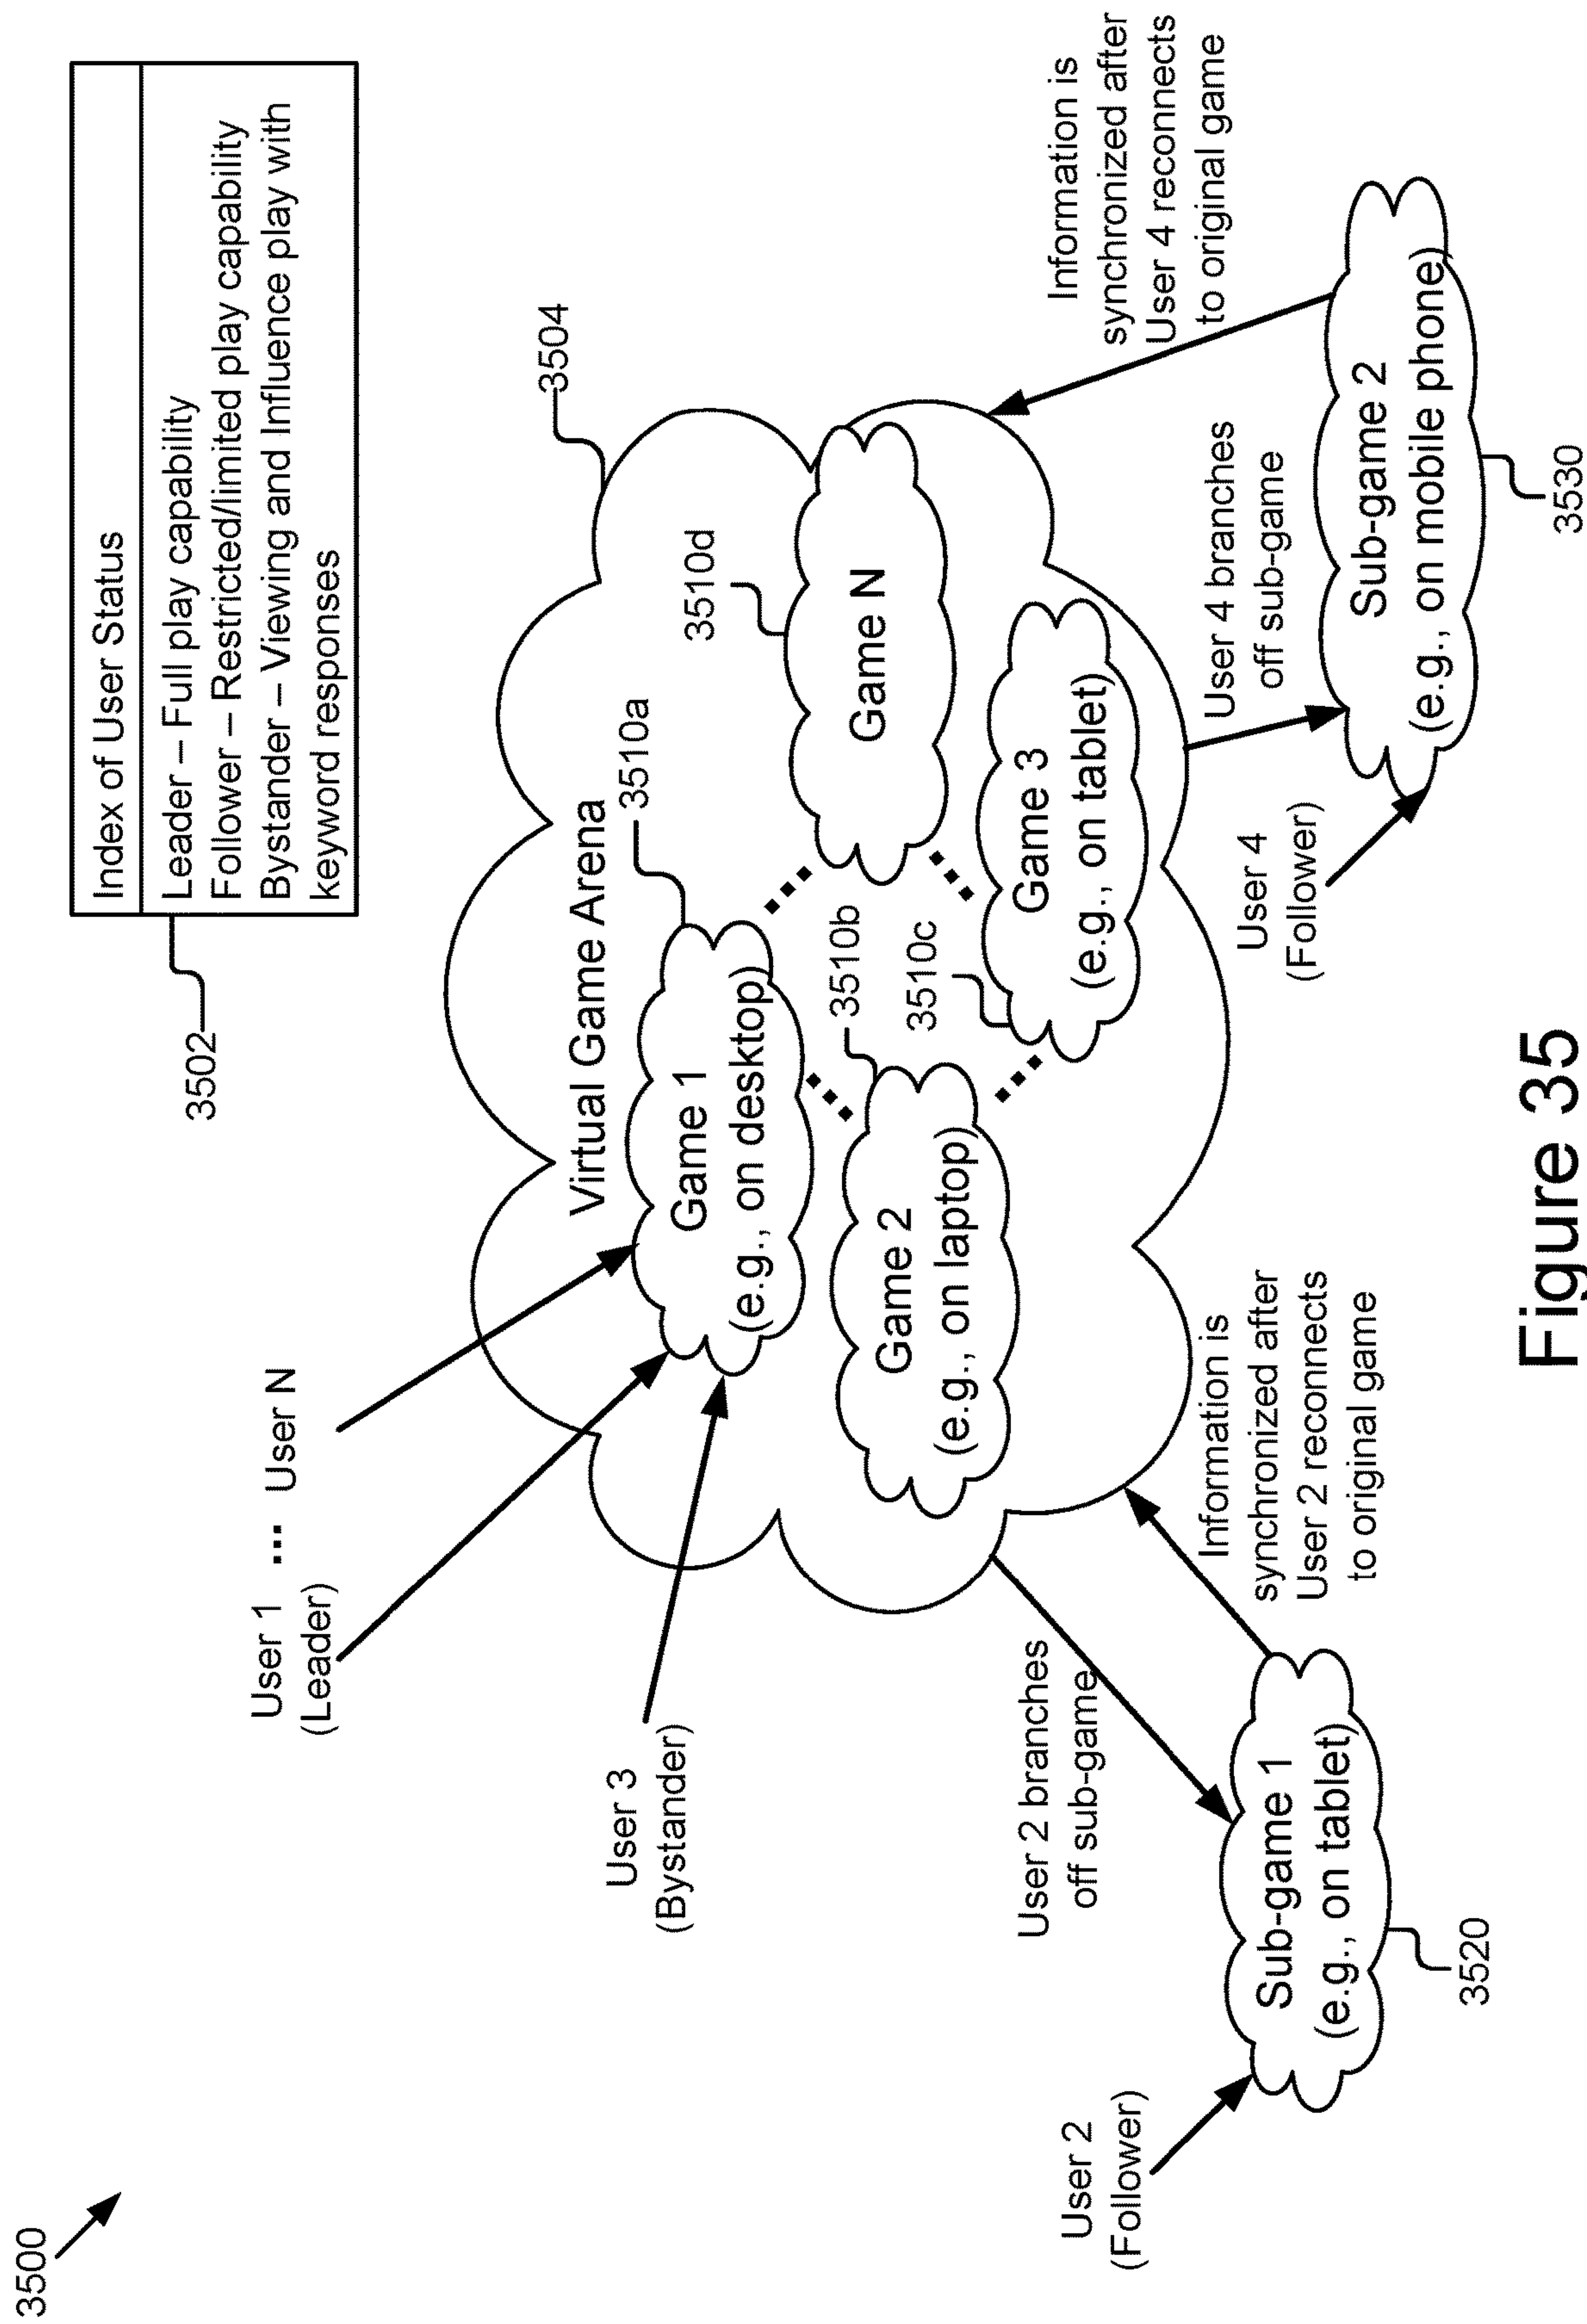 3500
Index of User Status
Leader – Full play capability
Follower – Restricted/limited play capability
Bystander – Viewing and Influence play with
keyword responses
3502
User 1 ... User N
(Leader)
3504
Virtual Game Arena
3510a
Game 1
(e.g., on desktop)
3510d
Game N
User 3
(Bystander)
3510b
Game 2
(e.g., on laptop)
3510c
Game 3
(e.g., on tablet)
User 2 branches
off sub-game
Information is
synchronized after
User 2 reconnects
to original game
User 2
(Follower)
Sub-game 1
(e.g., on tablet)
3520
User 4
(Follower)
User 4 branches
off sub-game
Information is
synchronized after
User 4 reconnects
to original game
Sub-game 2
(e.g., on mobile phone)
3530
Figure 35